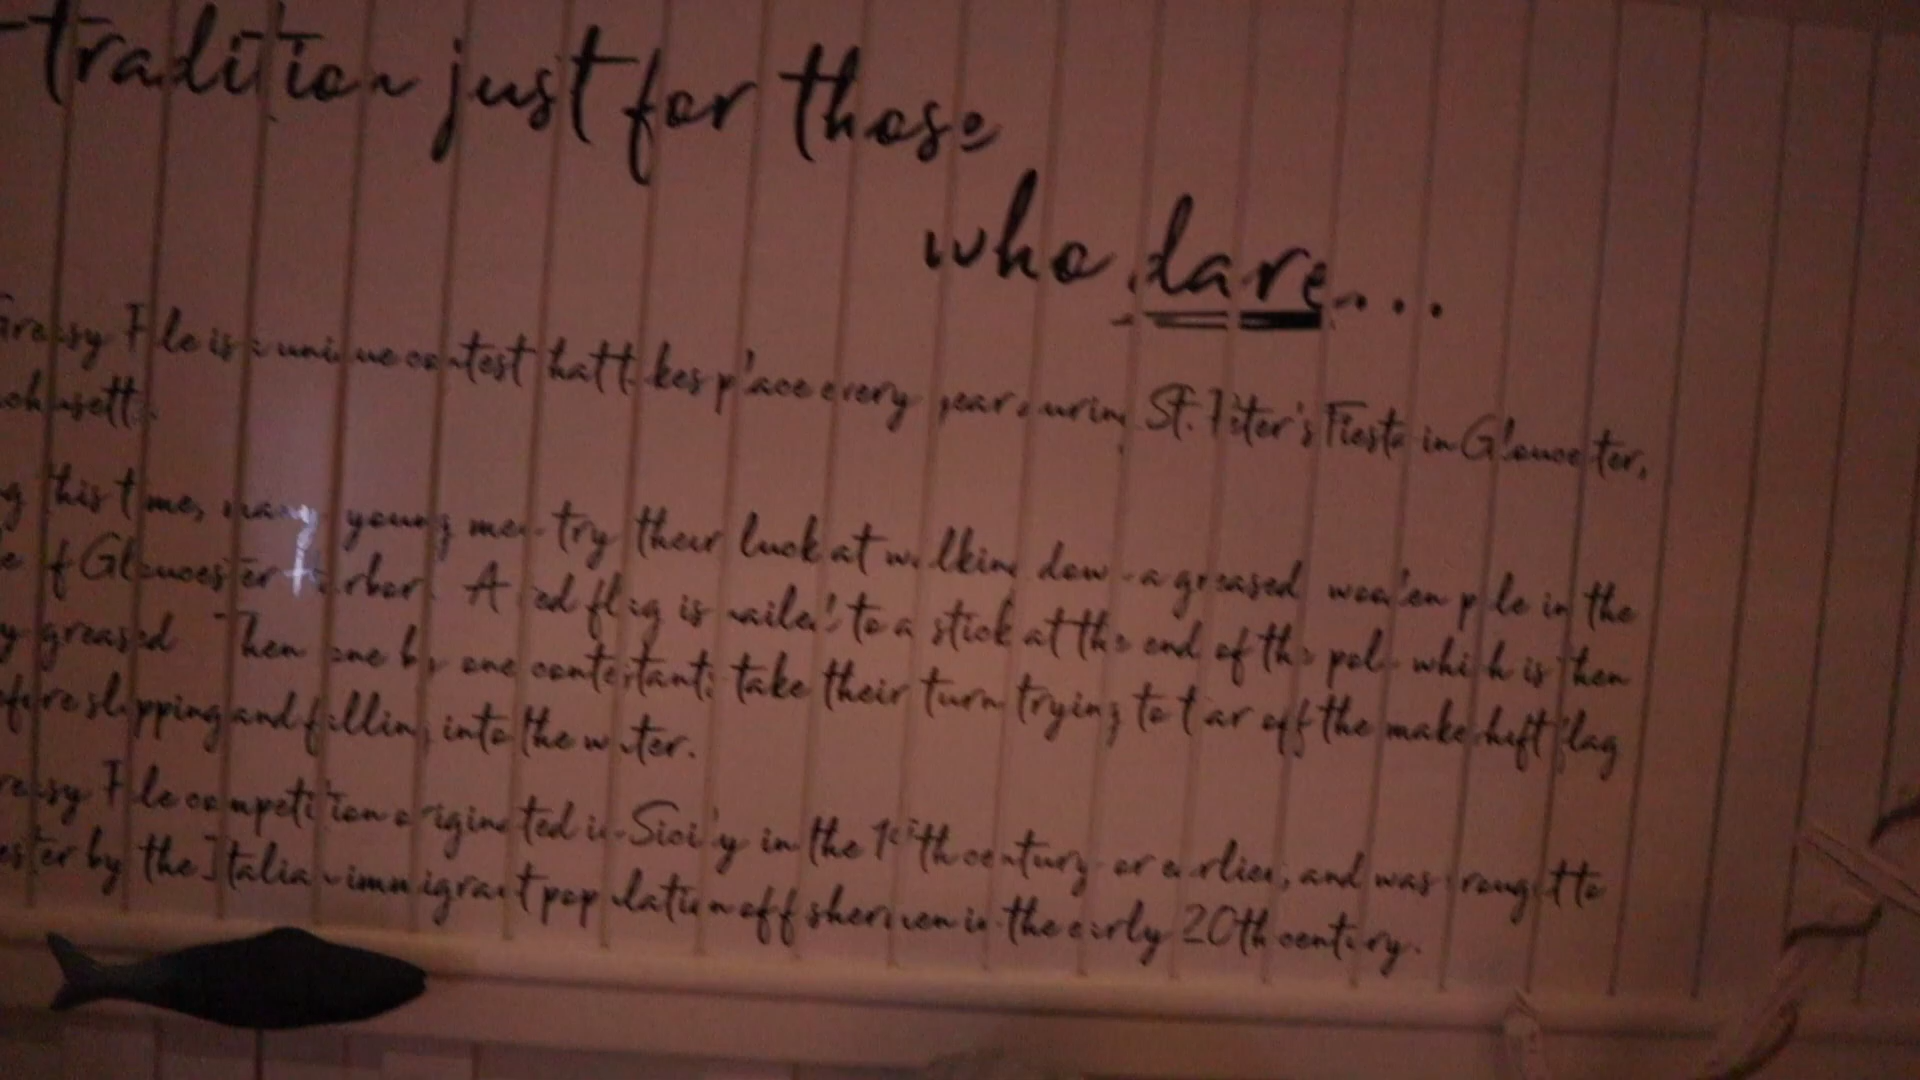 tradition just for those
who dare...
Greasy Pole is a unique contest that takes place every year during St. Peter's Fiesta in Gloucester,
this time, many young men try their luck at walking down a greased wooden pole in the
of Gloucester Harbor. A red flag is nailed to a stick at the end of the pole which is then
greased. Then one by one contestants take their turn trying to tear off the makeshift flag
slipping and falling into the water.
Pole competition originated in Sicily in the th century or earlier, and was brought to
by the Italian immigrant population of fishermen in the early 20th century.